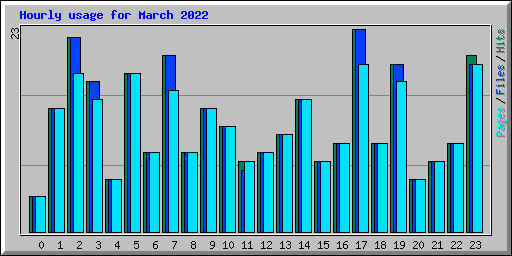 Hourly usage for March 2022
23
Pages/Files/Hits
0 1 2 3 4 5 6 7 8 9 10 11 12 13 14 15 16 17 18 19 20 21 22 23